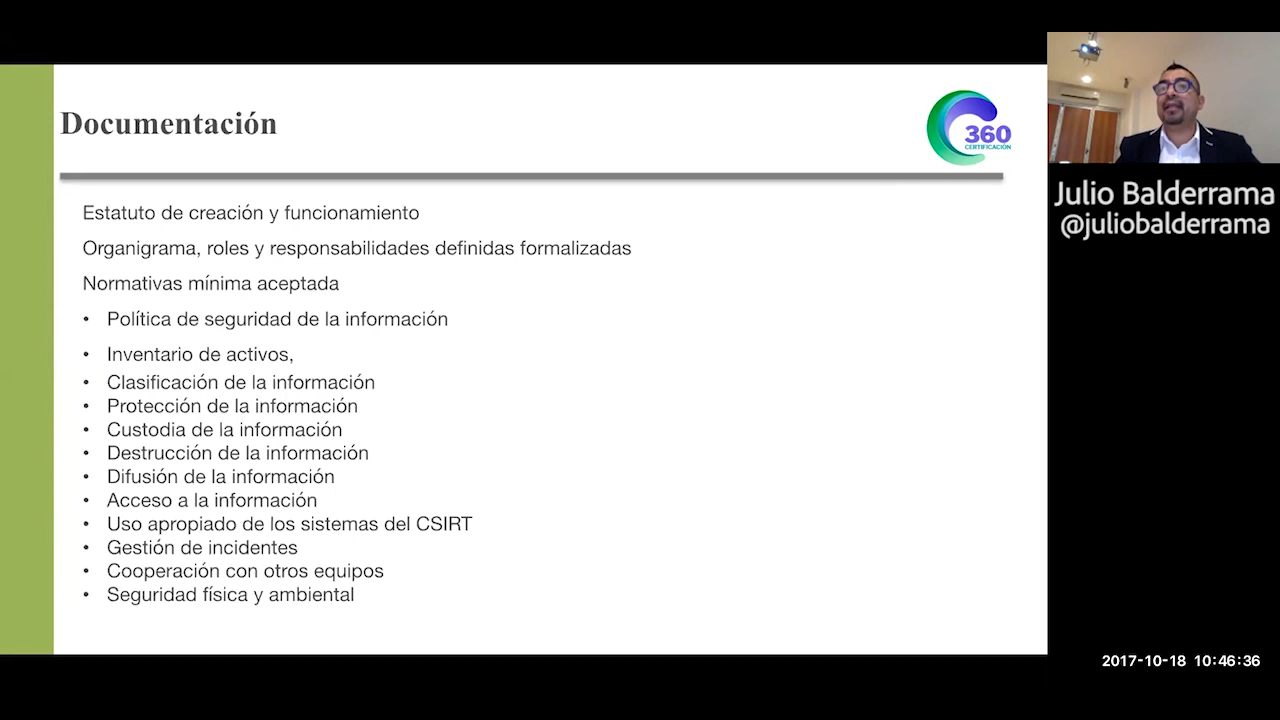 Documentación
360
CERTIFICACIÓN
Estatuto de creación y funcionamiento
Organigrama, roles y responsabilidades definidas formalizadas
Normativas mínima aceptada
• Política de seguridad de la información
• Inventario de activos,
• Clasificación de la información
• Protección de la información
• Custodia de la información
• Destrucción de la información
• Difusión de la información
• Acceso a la información
• Uso apropiado de los sistemas del CSIRT
• Gestión de incidentes
• Cooperación con otros equipos
• Seguridad física y ambiental
Julio Balderrama
@juliobalderrama
2017-10-18 10:46:36